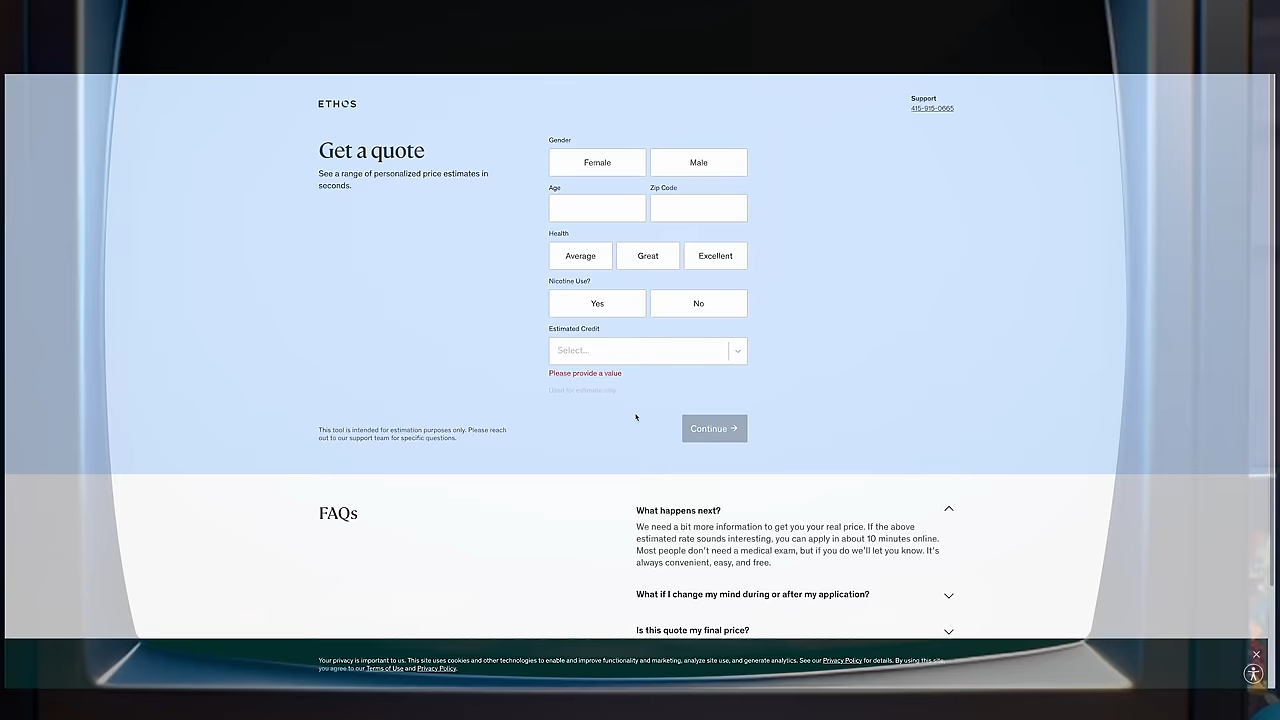 ETHOS
Support
415-915-0665
Get a quote
See a range of personalized price estimates in
seconds.
Gender
Female
Male
Age
Zip Code
Health
Average
Great
Excellent
Nicotine Use?
Yes
No
Estimated Credit
Select...
Please provide a value
Used for estimate only
This tool is intended for estimation purposes only. Please reach
out to our support team for specific questions.
Continue →
FAQs
What happens next?
We need a bit more information to get you your real price. If the above
estimated rate sounds interesting, you can apply in about 10 minutes online.
Most people don't need a medical exam, but if you do we'll let you know. It's
always convenient, easy, and free.
What if I change my mind during or after my application?
Is this quote my final price?
Your privacy is important to us. This site uses cookies and other technologies to enable and improve functionality and marketing, analyze site use, and generate analytics. See our Privacy Policy for details. By using this site,
you agree to our Terms of Use and Privacy Policy.